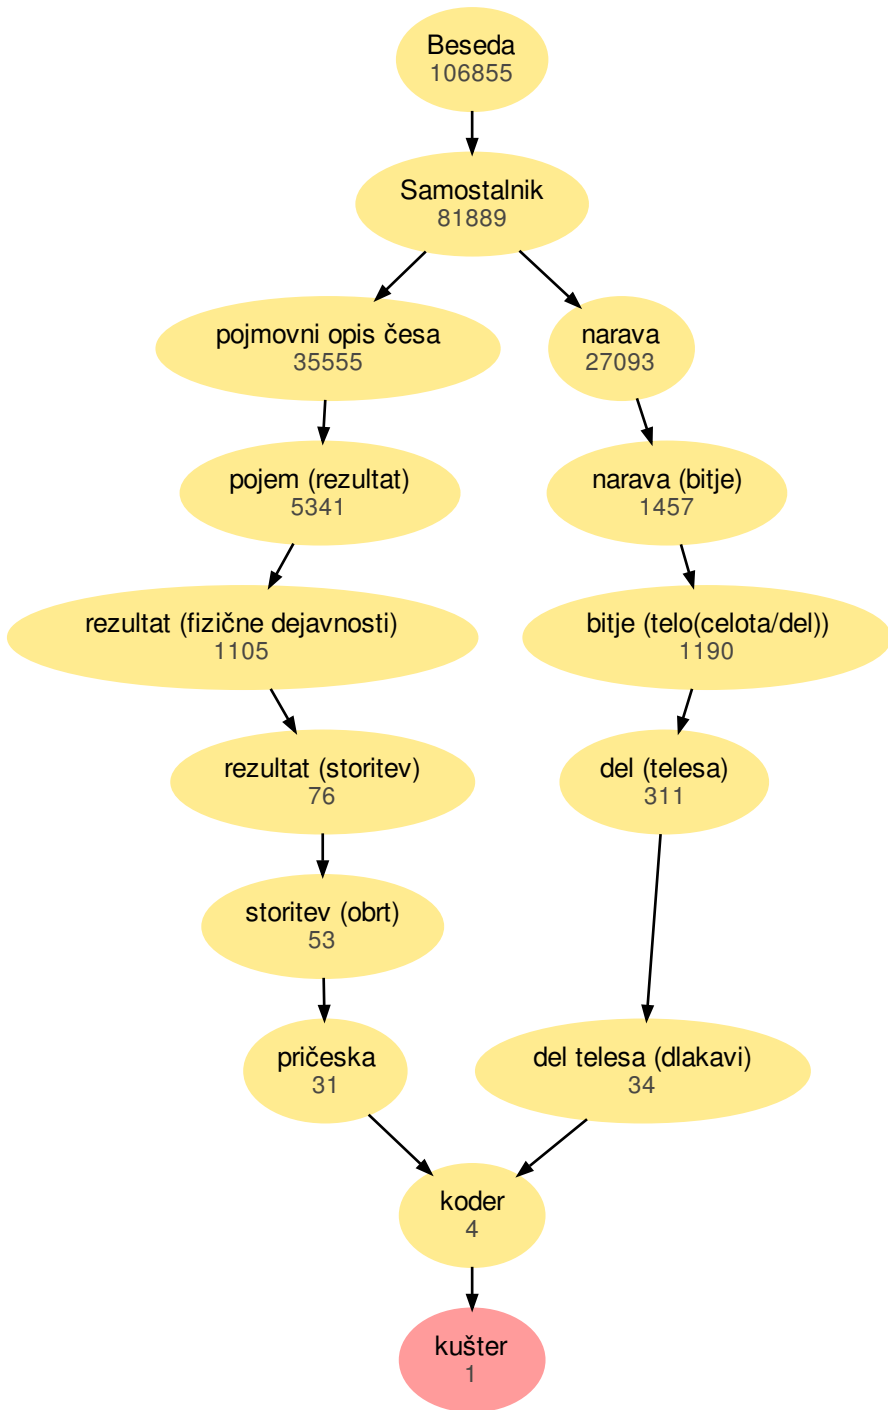 Beseda
106855
Samostalnik
81889
pojmovni opis česa
35555
narava
27093
pojem (rezultat)
5341
narava (bitje)
1457
rezultat (fizične dejavnosti)
1105
bitje (telo(celota/del))
1190
rezultat (storitev)
76
del (telesa)
311
storitev (obrt)
53
pričeska
31
del telesa (dlakavi)
34
koder
4
kušter
1